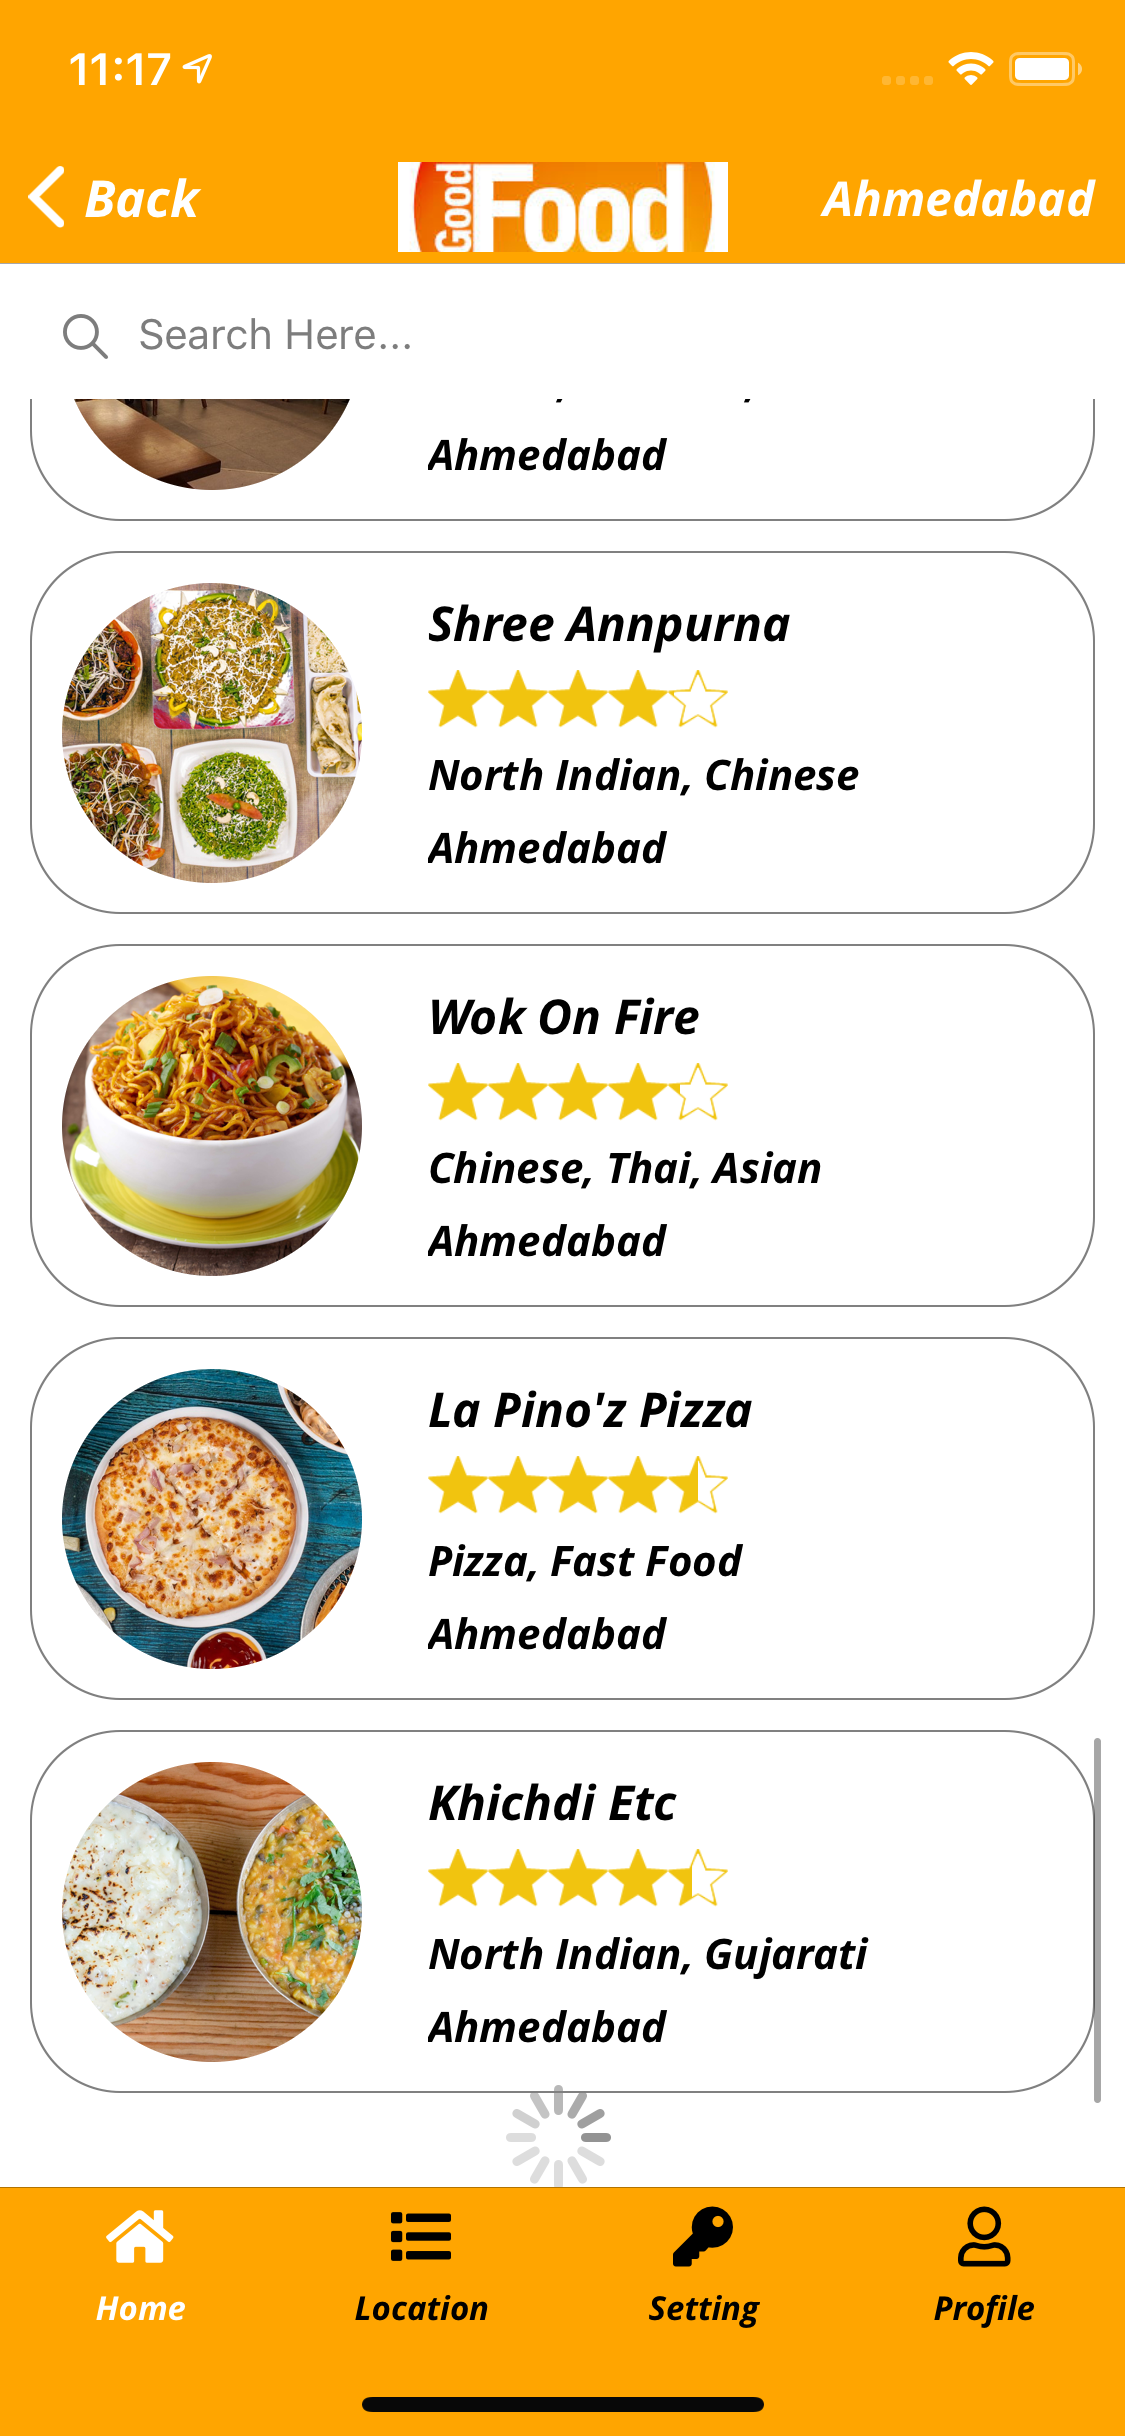 11:17
Back
Good
Food
Ahmedabad
Search Here...
Ahmedabad
Shree Annpurna
North Indian, Chinese
Ahmedabad
Wok On Fire
Chinese, Thai, Asian
Ahmedabad
La Pino'z Pizza
Pizza, Fast Food
Ahmedabad
Khichdi Etc
North Indian, Gujarati
Ahmedabad
Home
Location
Setting
Profile